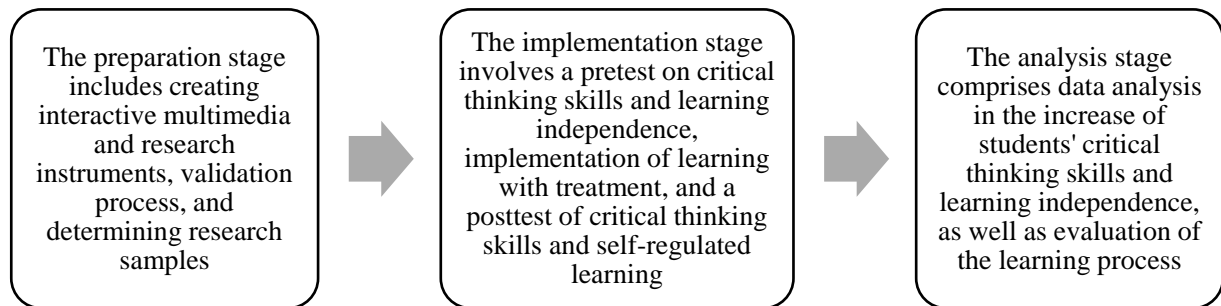 The preparation stage
includes creating
interactive multimedia
and research
instruments, validation
process, and
determining research
samples
The implementation stage
involves a pretest on critical
thinking skills and learning
independence,
implementation of learning
with treatment, and a
posttest of critical thinking
skills and self-regulated
learning
The analysis stage
comprises data analysis
in the increase of
students' critical
thinking skills and
learning independence,
as well as evaluation of
the learning process